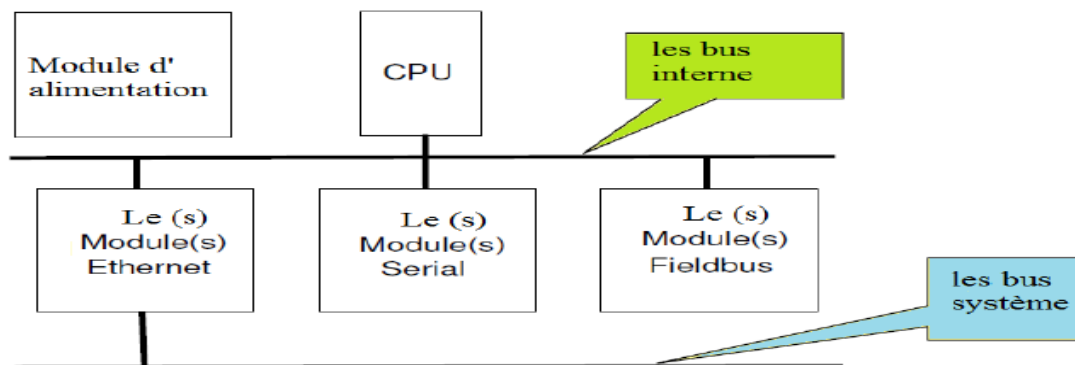 Module d'
alimentation
CPU
les bus
interne
Le (s)
Module(s)
Ethernet
Le (s)
Module(s)
Serial
Le (s)
Module(s)
Fieldbus
les bus
système